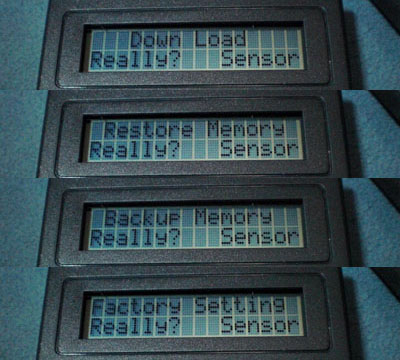 Down Load
Really? Sensor
Restore Memory
Really? Sensor
Backup Memory
Really? Sensor
Factory Setting
Really? Sensor